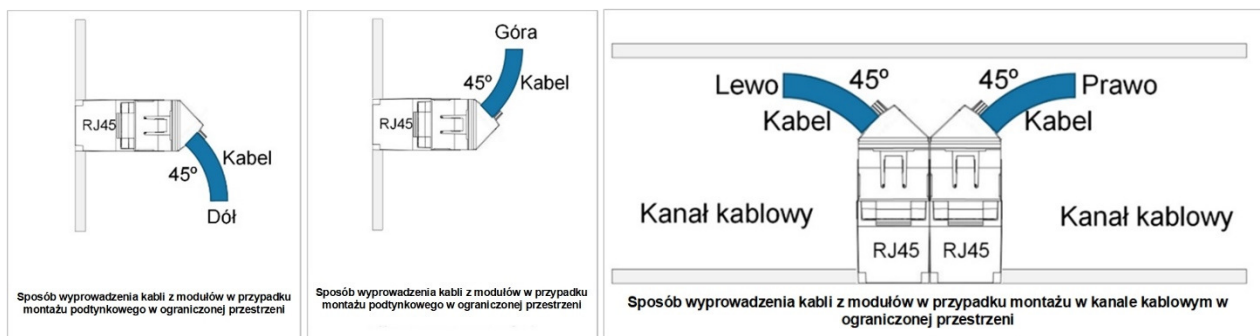 RJ45
45º
Kabel
Dół
Sposób wyprowadzenia kabli z modułów w przypadku
montażu podtynkowego w ograniczonej przestrzeni
Góra
45º
Kabel
RJ45
Sposób wyprowadzenia kabli z modułów w przypadku
montażu podtynkowego w ograniczonej przestrzeni
Lewo 45º 45º Prawo
Kabel Kabel
Kanał kablowy Kanał kablowy
RJ45 RJ45
Sposób wyprowadzenia kabli z modułów w przypadku montażu w kanale kablowym w
ograniczonej przestrzeni